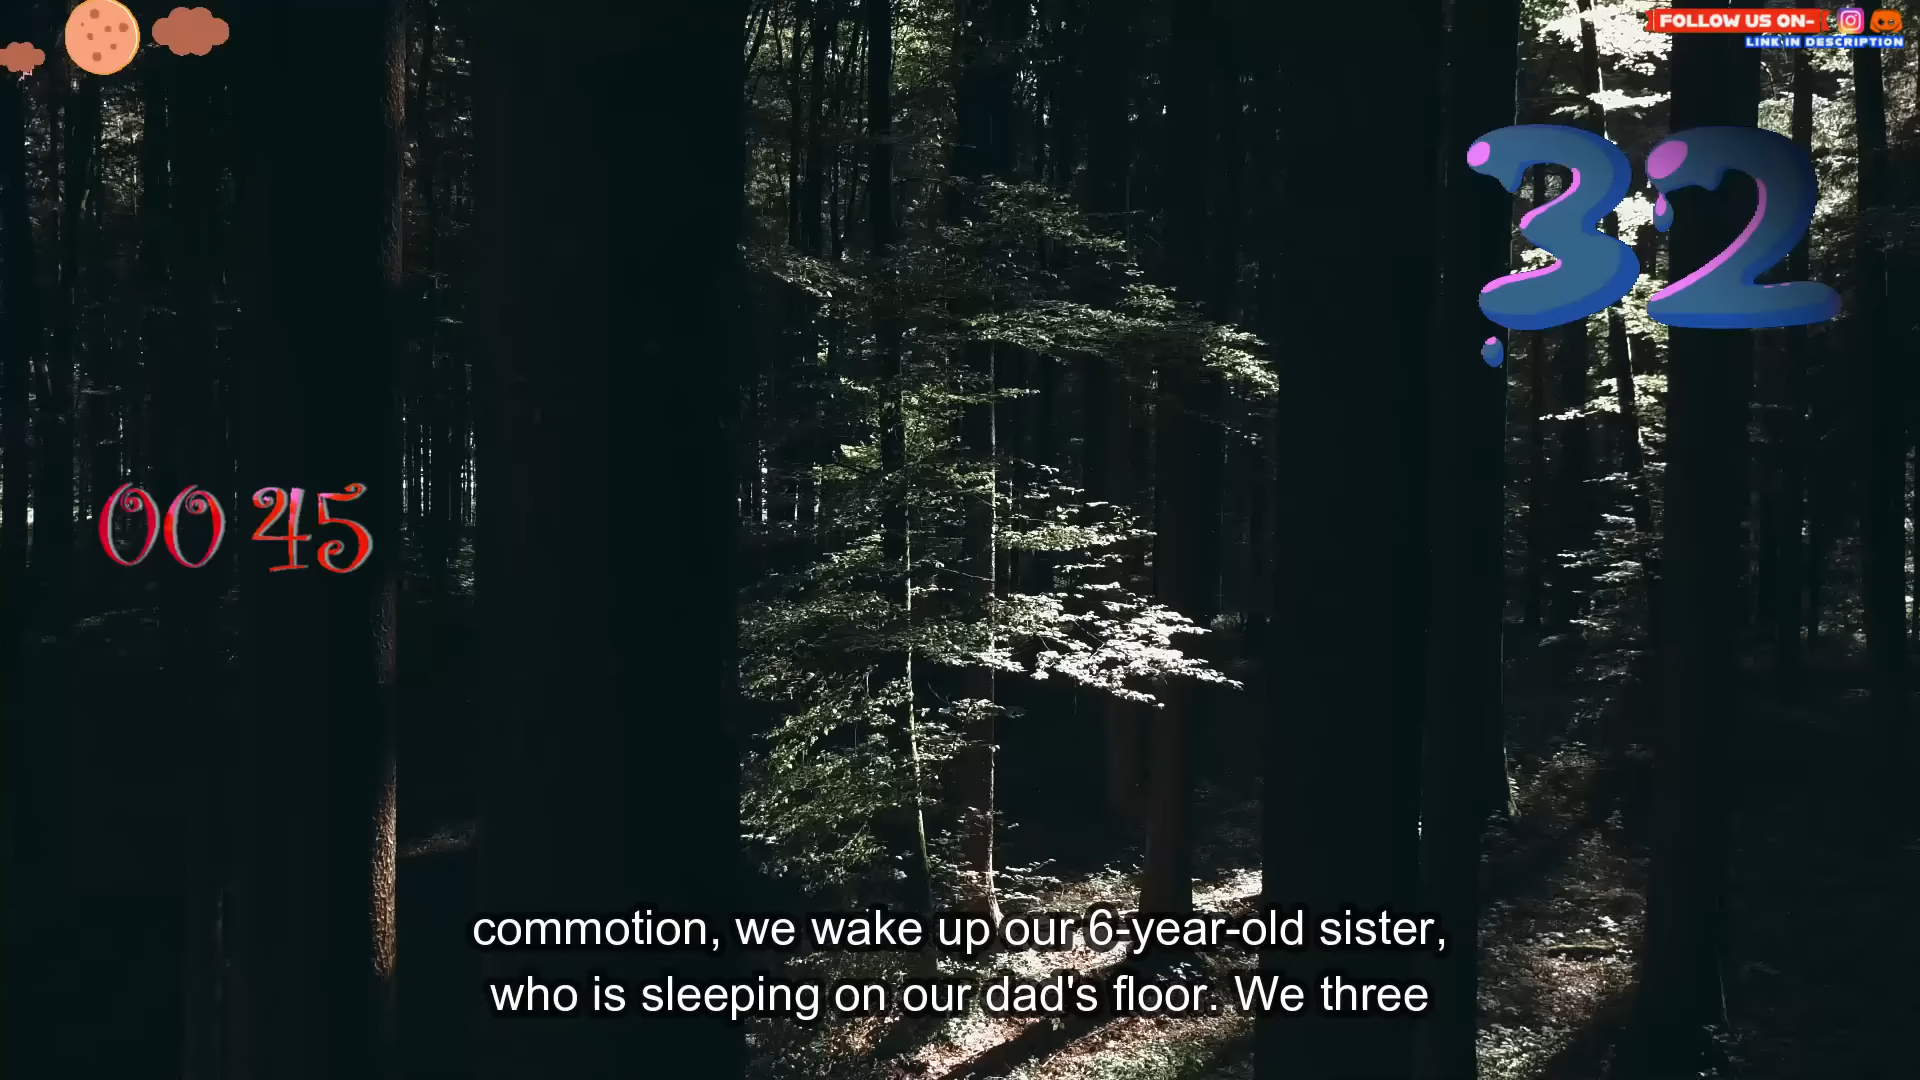 FOLLOW US ON-
LINK IN DESCRIPTION
32
00 45
commotion, we wake up our 6-year-old sister,
who is sleeping on our dad's floor. We three